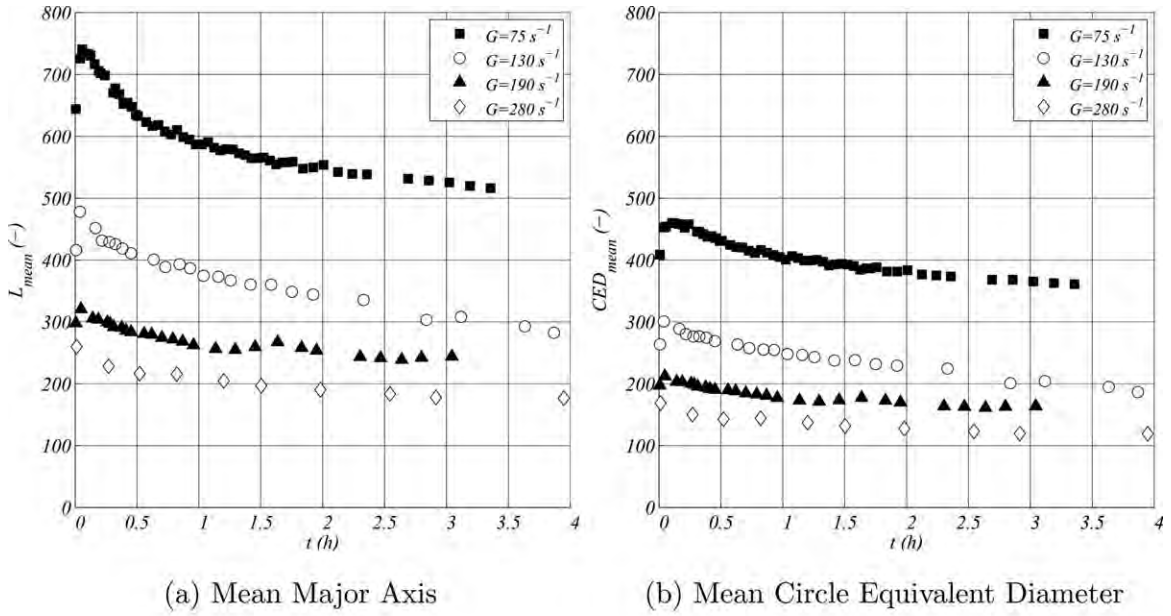 800
700
600
500
400
300
200
100
0
L_mean (−)
0 0.5 1 1.5 2 2.5 3 3.5 4
t (h)
G=75 s⁻¹
G=130 s⁻¹
G=190 s⁻¹
G=280 s⁻¹
(a) Mean Major Axis
800
700
600
500
400
300
200
100
0
CED_mean (−)
0 0.5 1 1.5 2 2.5 3 3.5 4
t (h)
G=75 s⁻¹
G=130 s⁻¹
G=190 s⁻¹
G=280 s⁻¹
(b) Mean Circle Equivalent Diameter